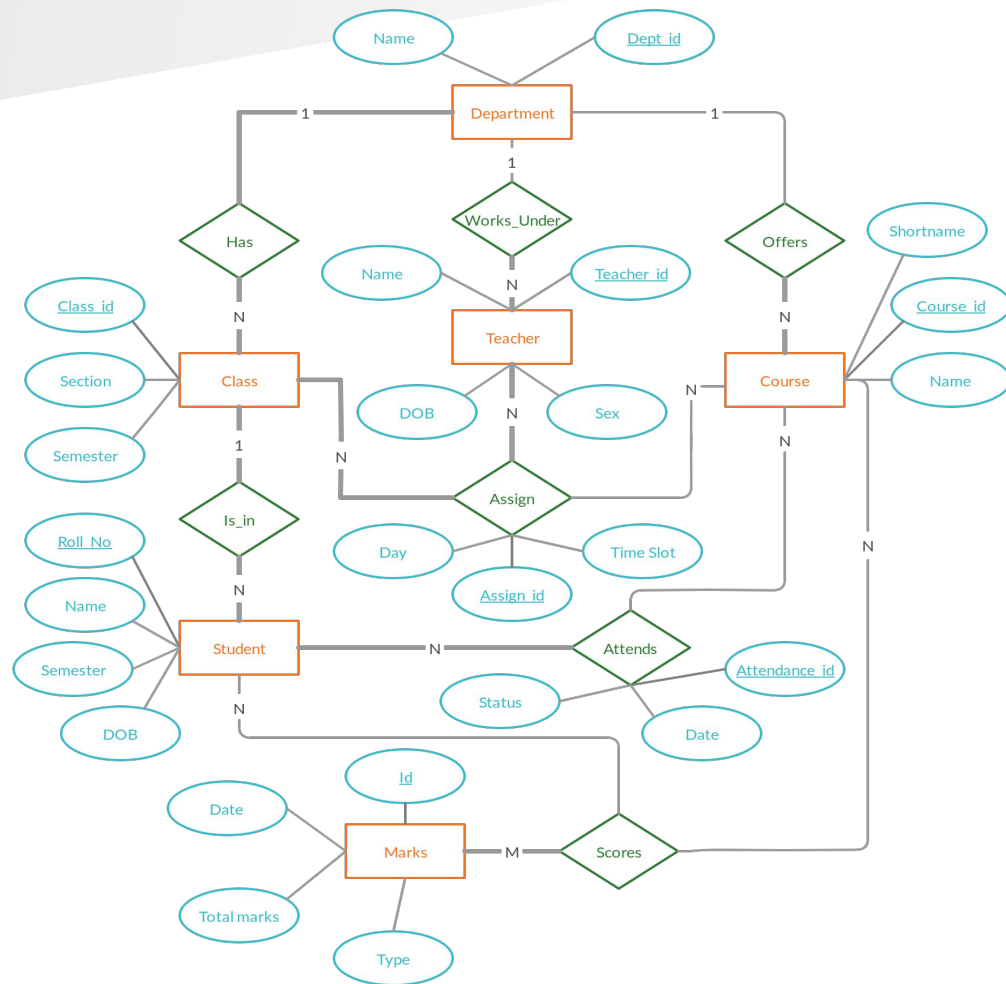 Name
Dept_id
Department
1
1
1
Works_Under
Has
Offers
Shortname
Name
Teacher_id
N
Class_id
Course_id
N
N
Teacher
Section
Class
Course
Name
N
DOB
N
Sex
Semester
1
N
N
Assign
Is_in
Roll_No
Day
Time Slot
N
Assign_id
N
Name
Student
N
Attends
Semester
Attendance_id
Status
N
DOB
Date
Id
Date
Marks
M
Scores
Total marks
Type